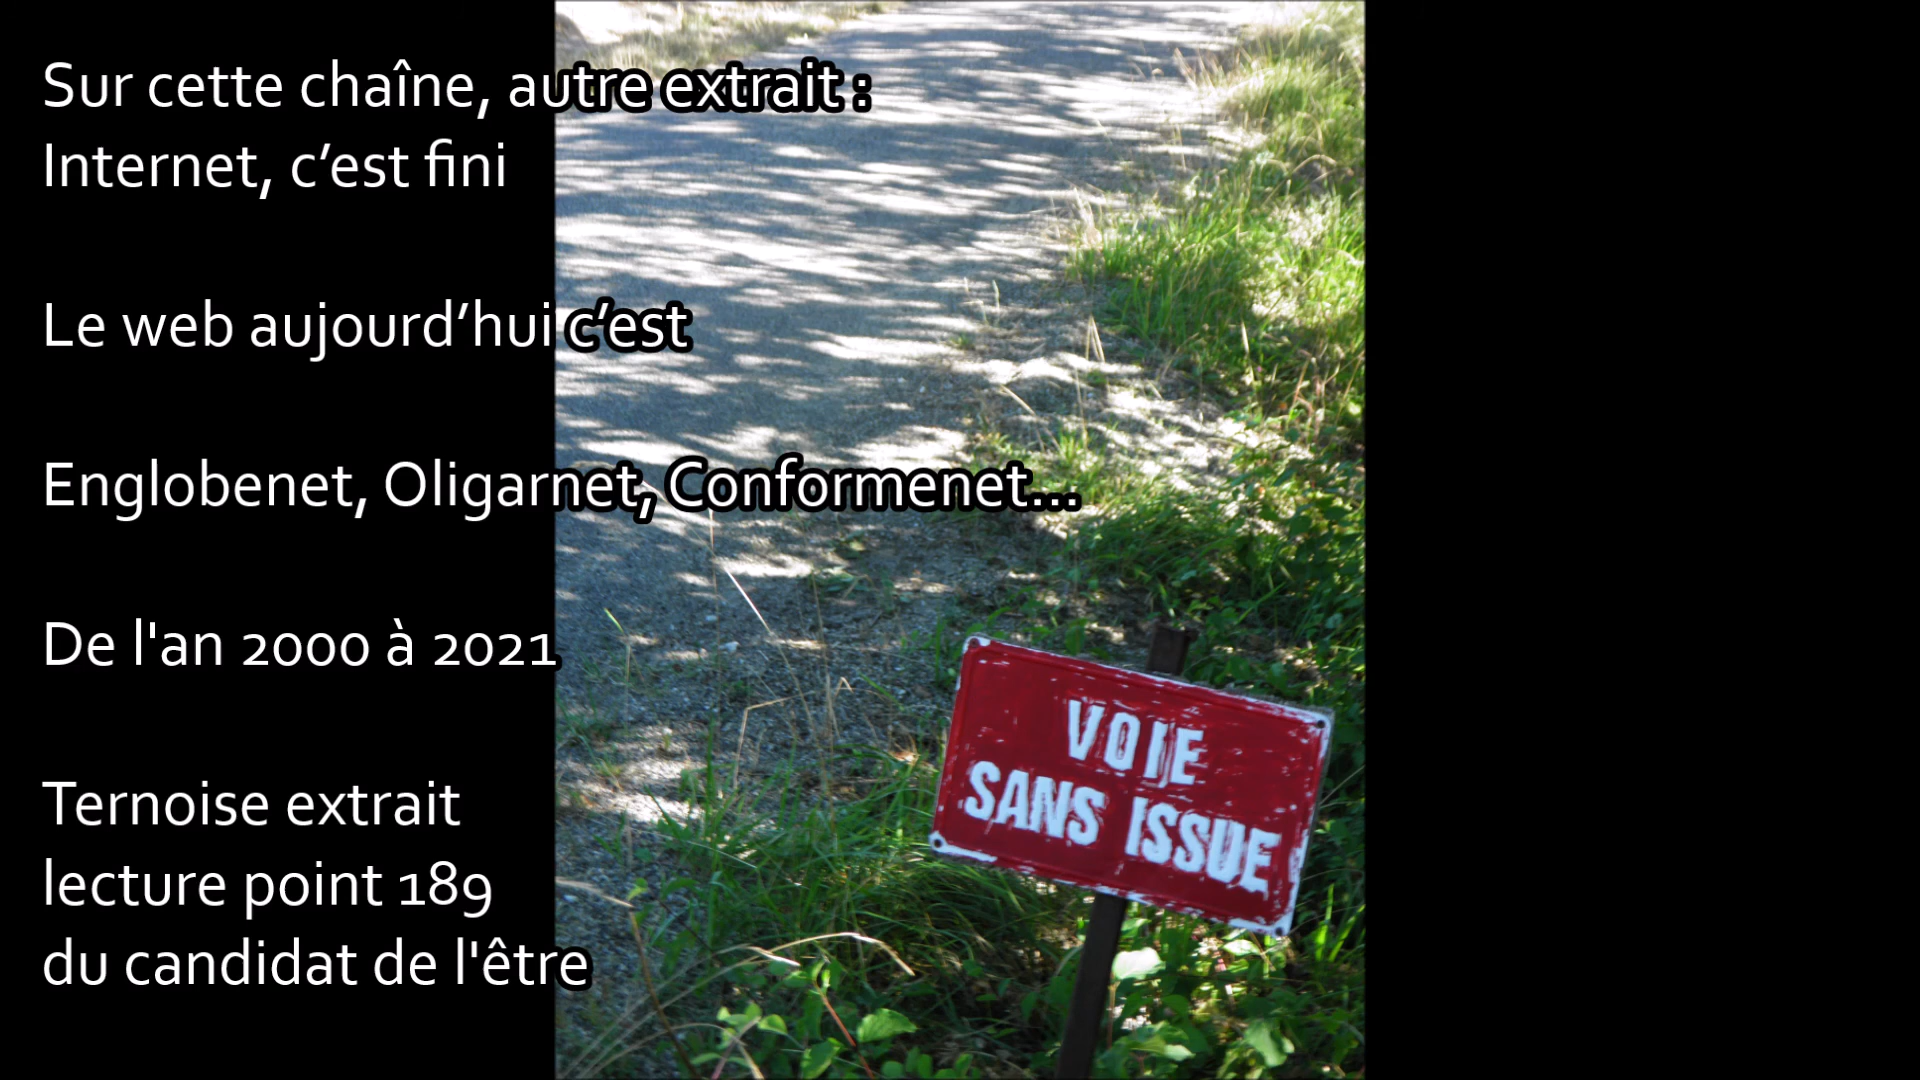 Sur cette chaîne, autre extrait :
Internet, c’est fini
Le web aujourd’hui c’est
Englobenet, Oligarnet, Conformenet...
De l'an 2000 à 2021
Ternoise extrait
lecture point 189
du candidat de l'être
VOIE
SANS ISSUE